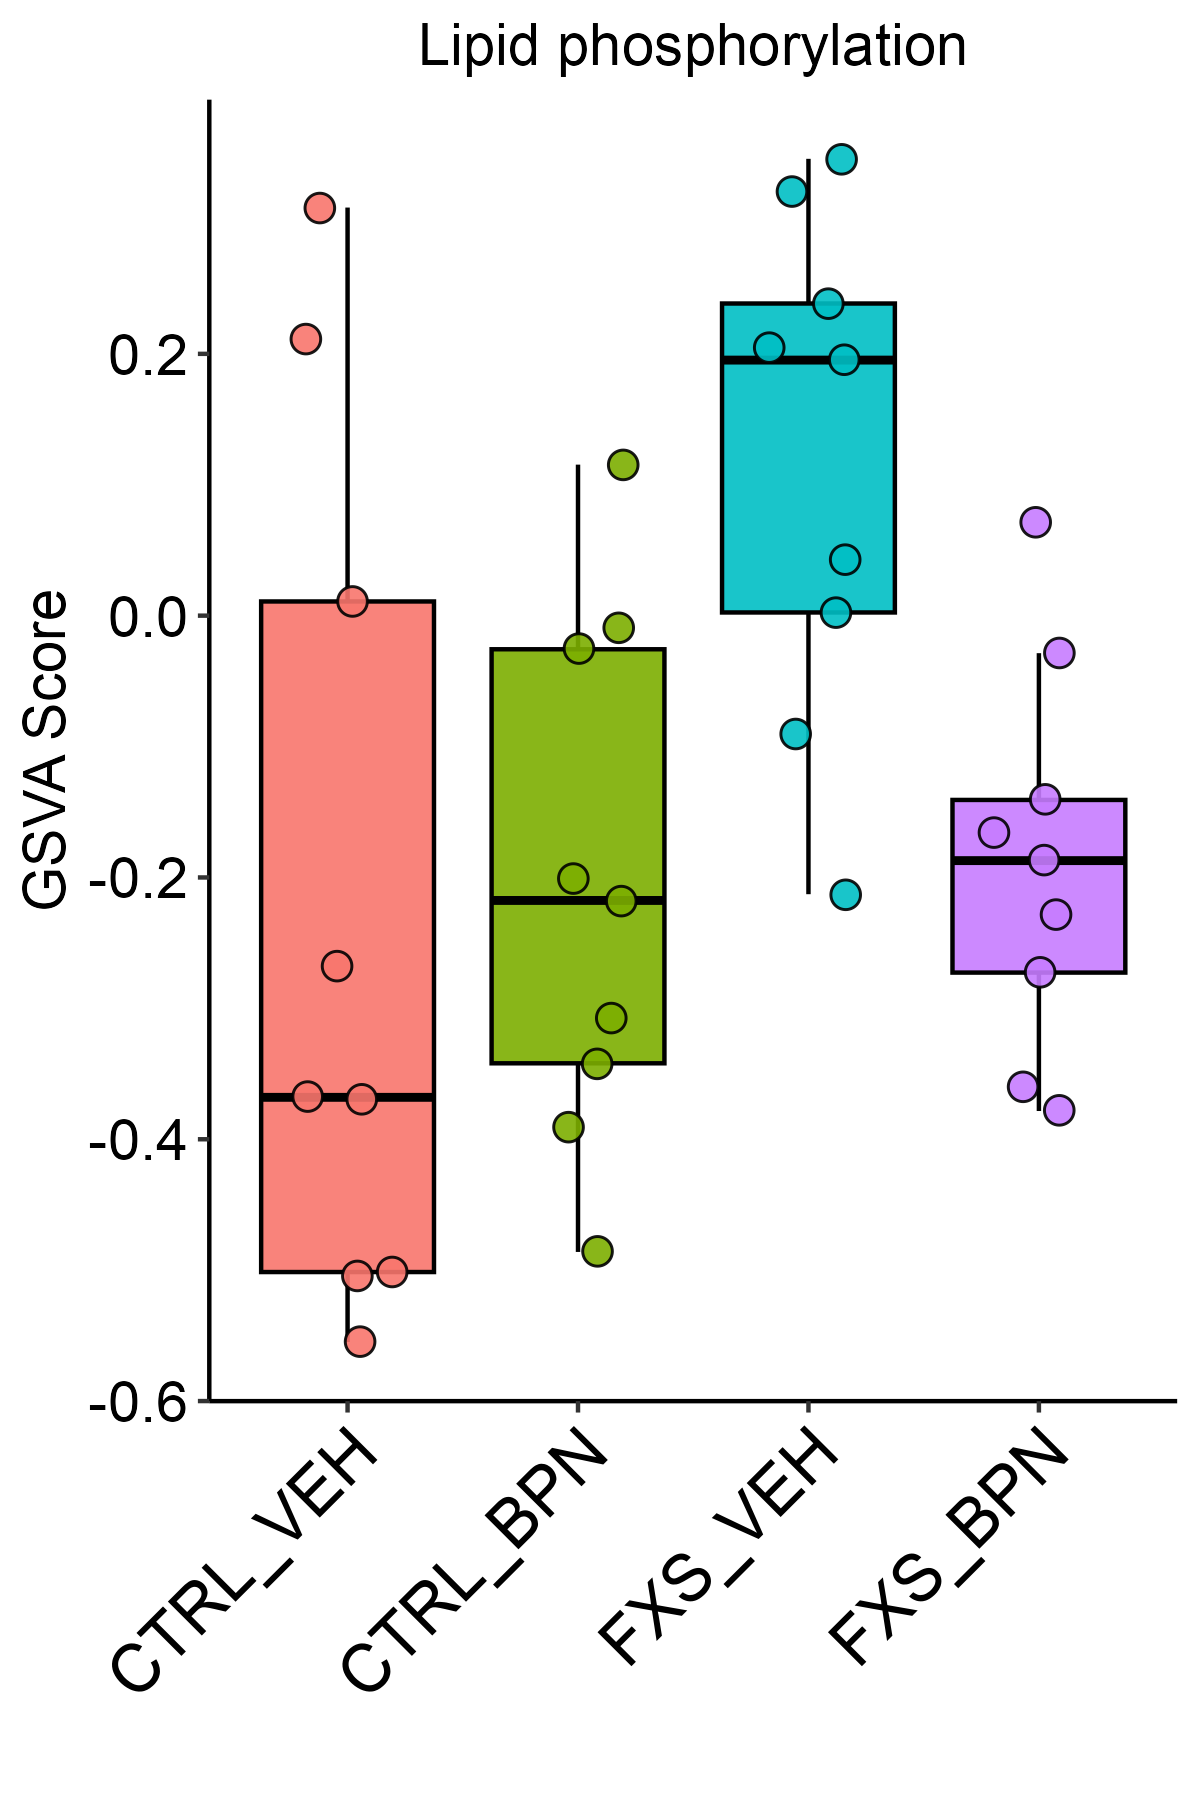 Lipid phosphorylation
GSVA Score
0.2
0.0
-0.2
-0.4
-0.6
CTRL_VEH
CTRL_BPN
FXS_VEH
FXS_BPN